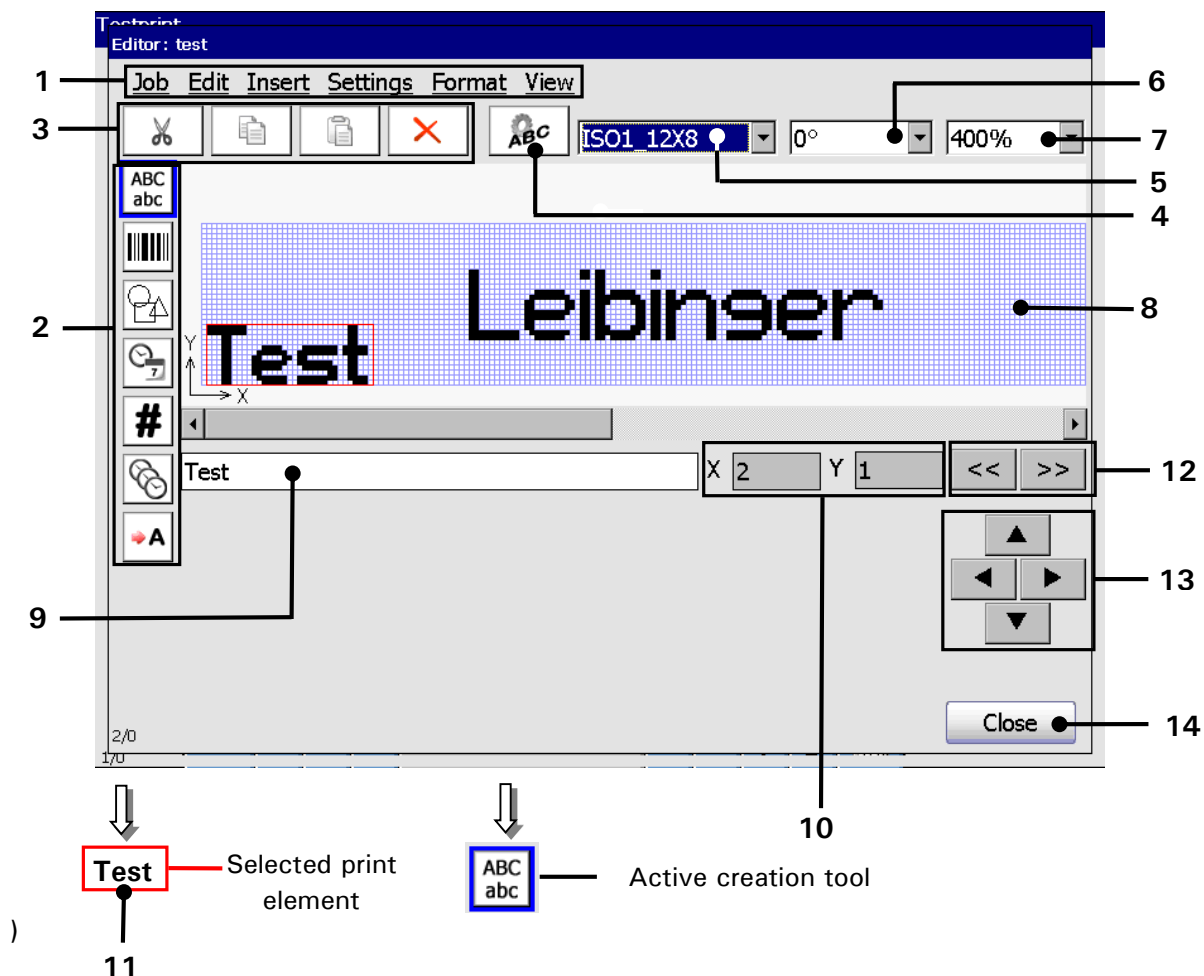 Testprint
Editor: test
1 Job Edit Insert Settings Format View 6
3 ABC ISO1_12X8 0° 400% 7
ABC
abc
5
4
Leibinger
8
2
Test
Y
7
X
#
Test X 2 Y 1 << >> 12
A
13
9
Close 14
2/0
1/0
10
Test Selected print
element
ABC
abc
Active creation tool
)
11